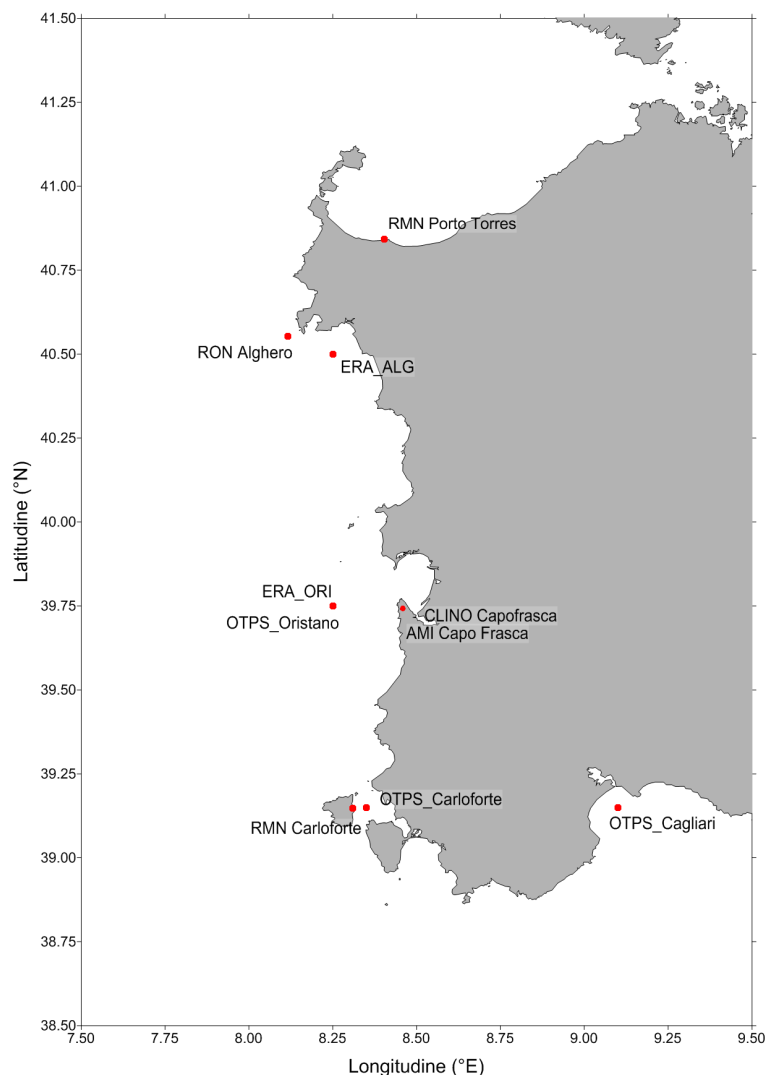 41.50
41.25
41.00
RMN Porto Torres
40.75
RON Alghero
40.50
ERA_ALG
40.25
Latitudine (°N)
40.00
ERA_ORI
39.75
CLINO Capofrasca
OTPS_Oristano
AMI Capo Frasca
39.50
39.25
OTPS_Carloforte
RMN Carloforte
OTPS_Cagliari
39.00
38.75
38.50
7.50 7.75 8.00 8.25 8.50 8.75 9.00 9.25 9.50
Longitudine (°E)